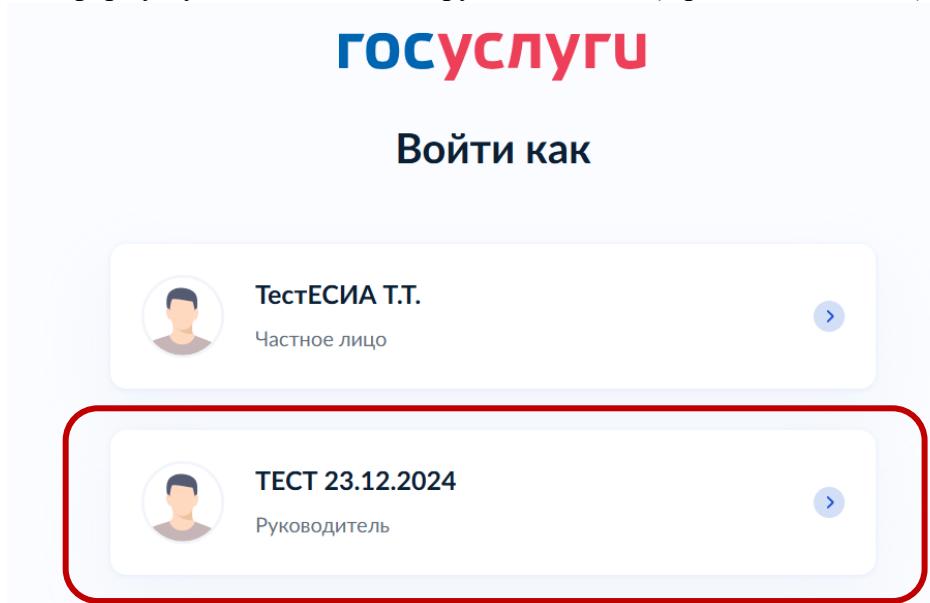 госуслуги
Войти как
ТестЕСИА Т.Т.
Частное лицо
ТЕСТ 23.12.2024
Руководитель